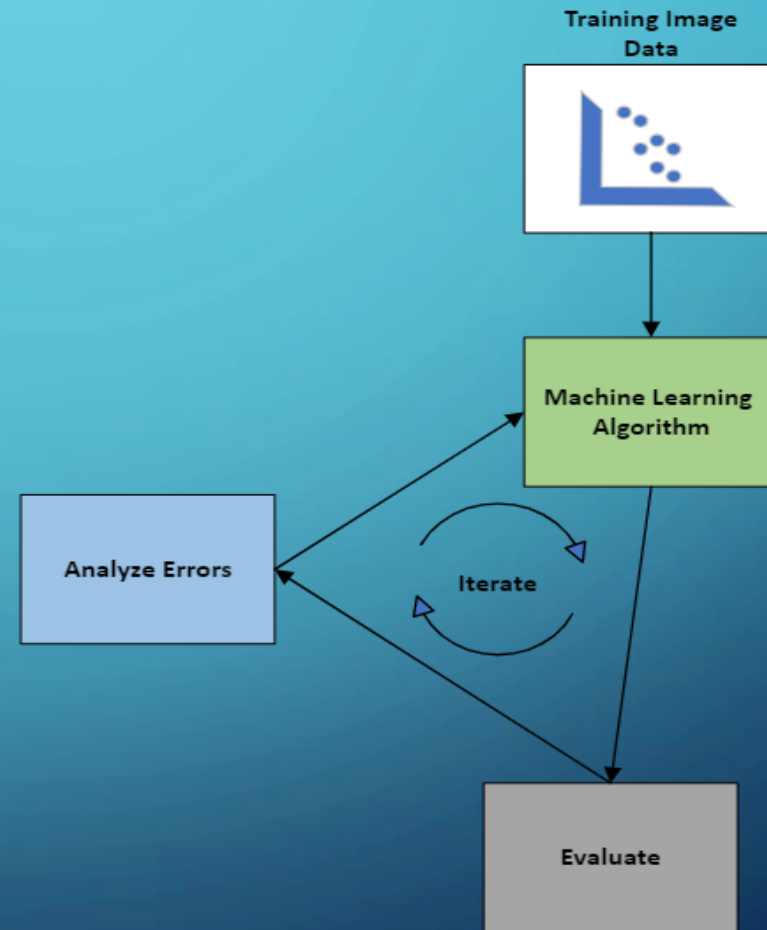 Training Image
Data
Machine Learning
Algorithm
Analyze Errors
Iterate
Evaluate